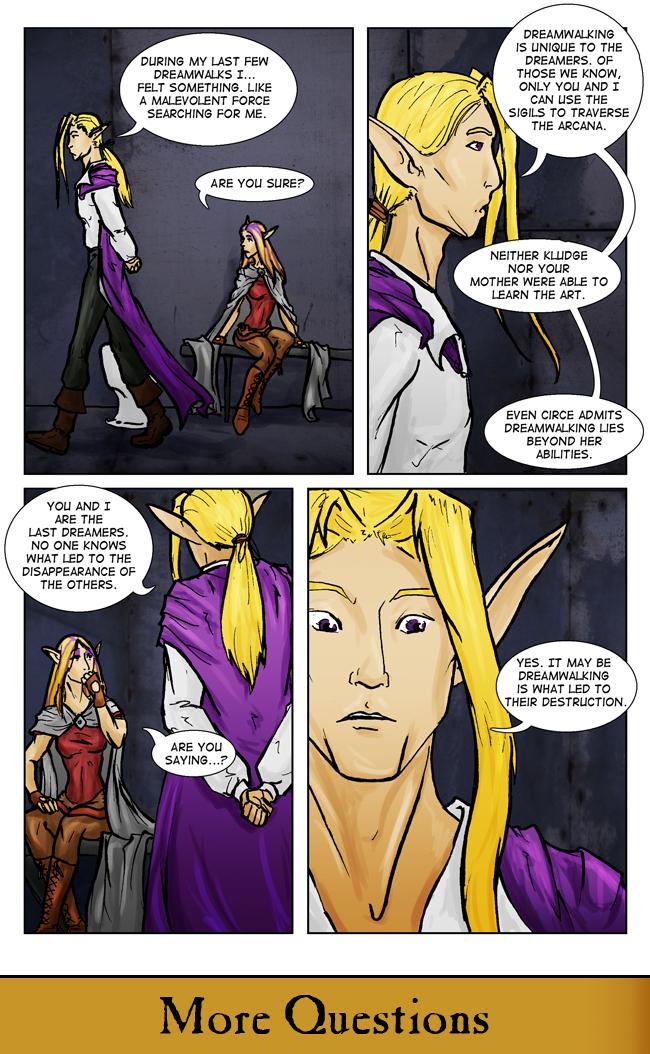 DURING MY LAST FEW
DREAMWALKS I...
FELT SOMETHING. LIKE
A MALEVOLENT FORCE
SEARCHING FOR ME.
ARE YOU SURE?
DREAMWALKING
IS UNIQUE TO THE
DREAMERS. OF
THOSE WE KNOW,
ONLY YOU AND I
CAN USE THE
SIGILS TO TRAVERSE
THE ARCANA.
NEITHER KLUDGE
NOR YOUR
MOTHER WERE ABLE TO
LEARN THE ART.
EVEN CIRCE ADMITS
DREAMWALKING LIES
BEYOND HER
ABILITIES.
YOU AND I
ARE THE
LAST DREAMERS.
NO ONE KNOWS
WHAT LED TO THE
DISAPPEARANCE OF
THE OTHERS.
ARE YOU
SAYING...?
YES. IT MAY BE
DREAMWALKING
IS WHAT LED TO
THEIR DESTRUCTION.
More Questions